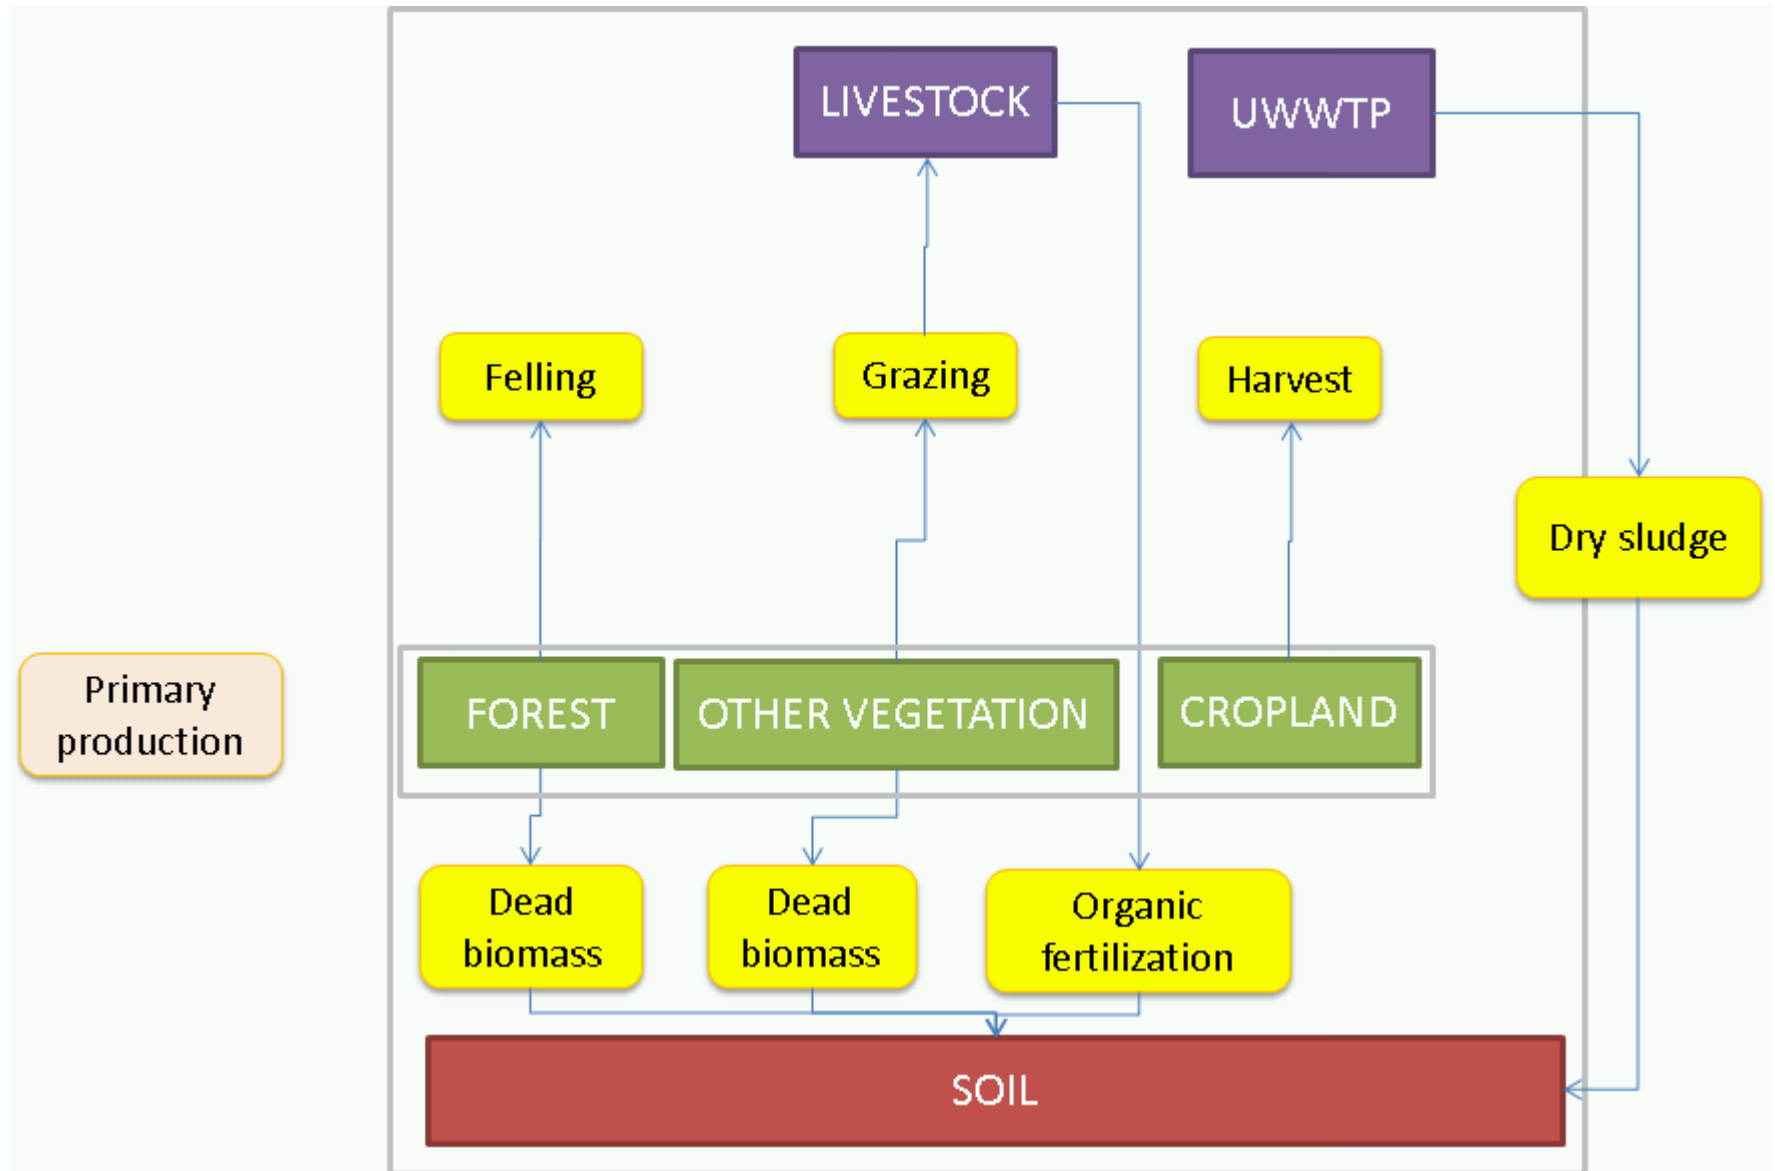 LIVESTOCK
UWWTP
Felling
Grazing
Harvest
Dry sludge
Primary
production
FOREST
OTHER VEGETATION
CROPLAND
Dead
biomass
Dead
biomass
Organic
fertilization
SOIL